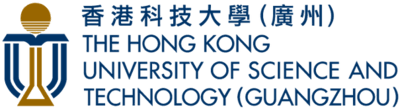 香港科技大學(廣州)
THE HONG KONG
UNIVERSITY OF SCIENCE AND
TECHNOLOGY (GUANGZHOU)